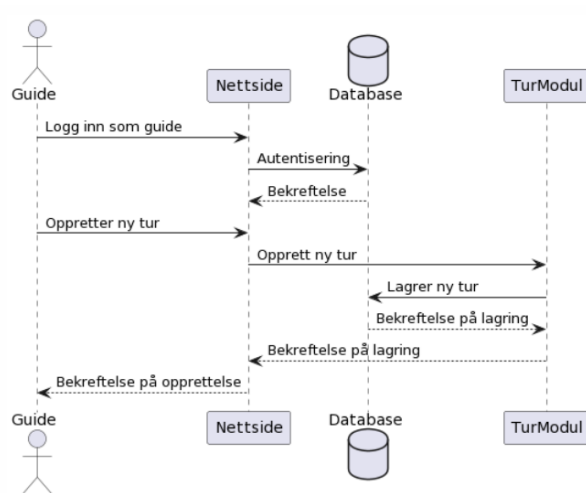 Guide
Nettside
Database
TurModul
Logg inn som guide
Autentisering
Bekreftelse
Oppretter ny tur
Opprett ny tur
Lagrer ny tur
Bekreftelse på lagring
Bekreftelse på lagring
Bekreftelse på opprettelse
Guide
Nettside
Database
TurModul